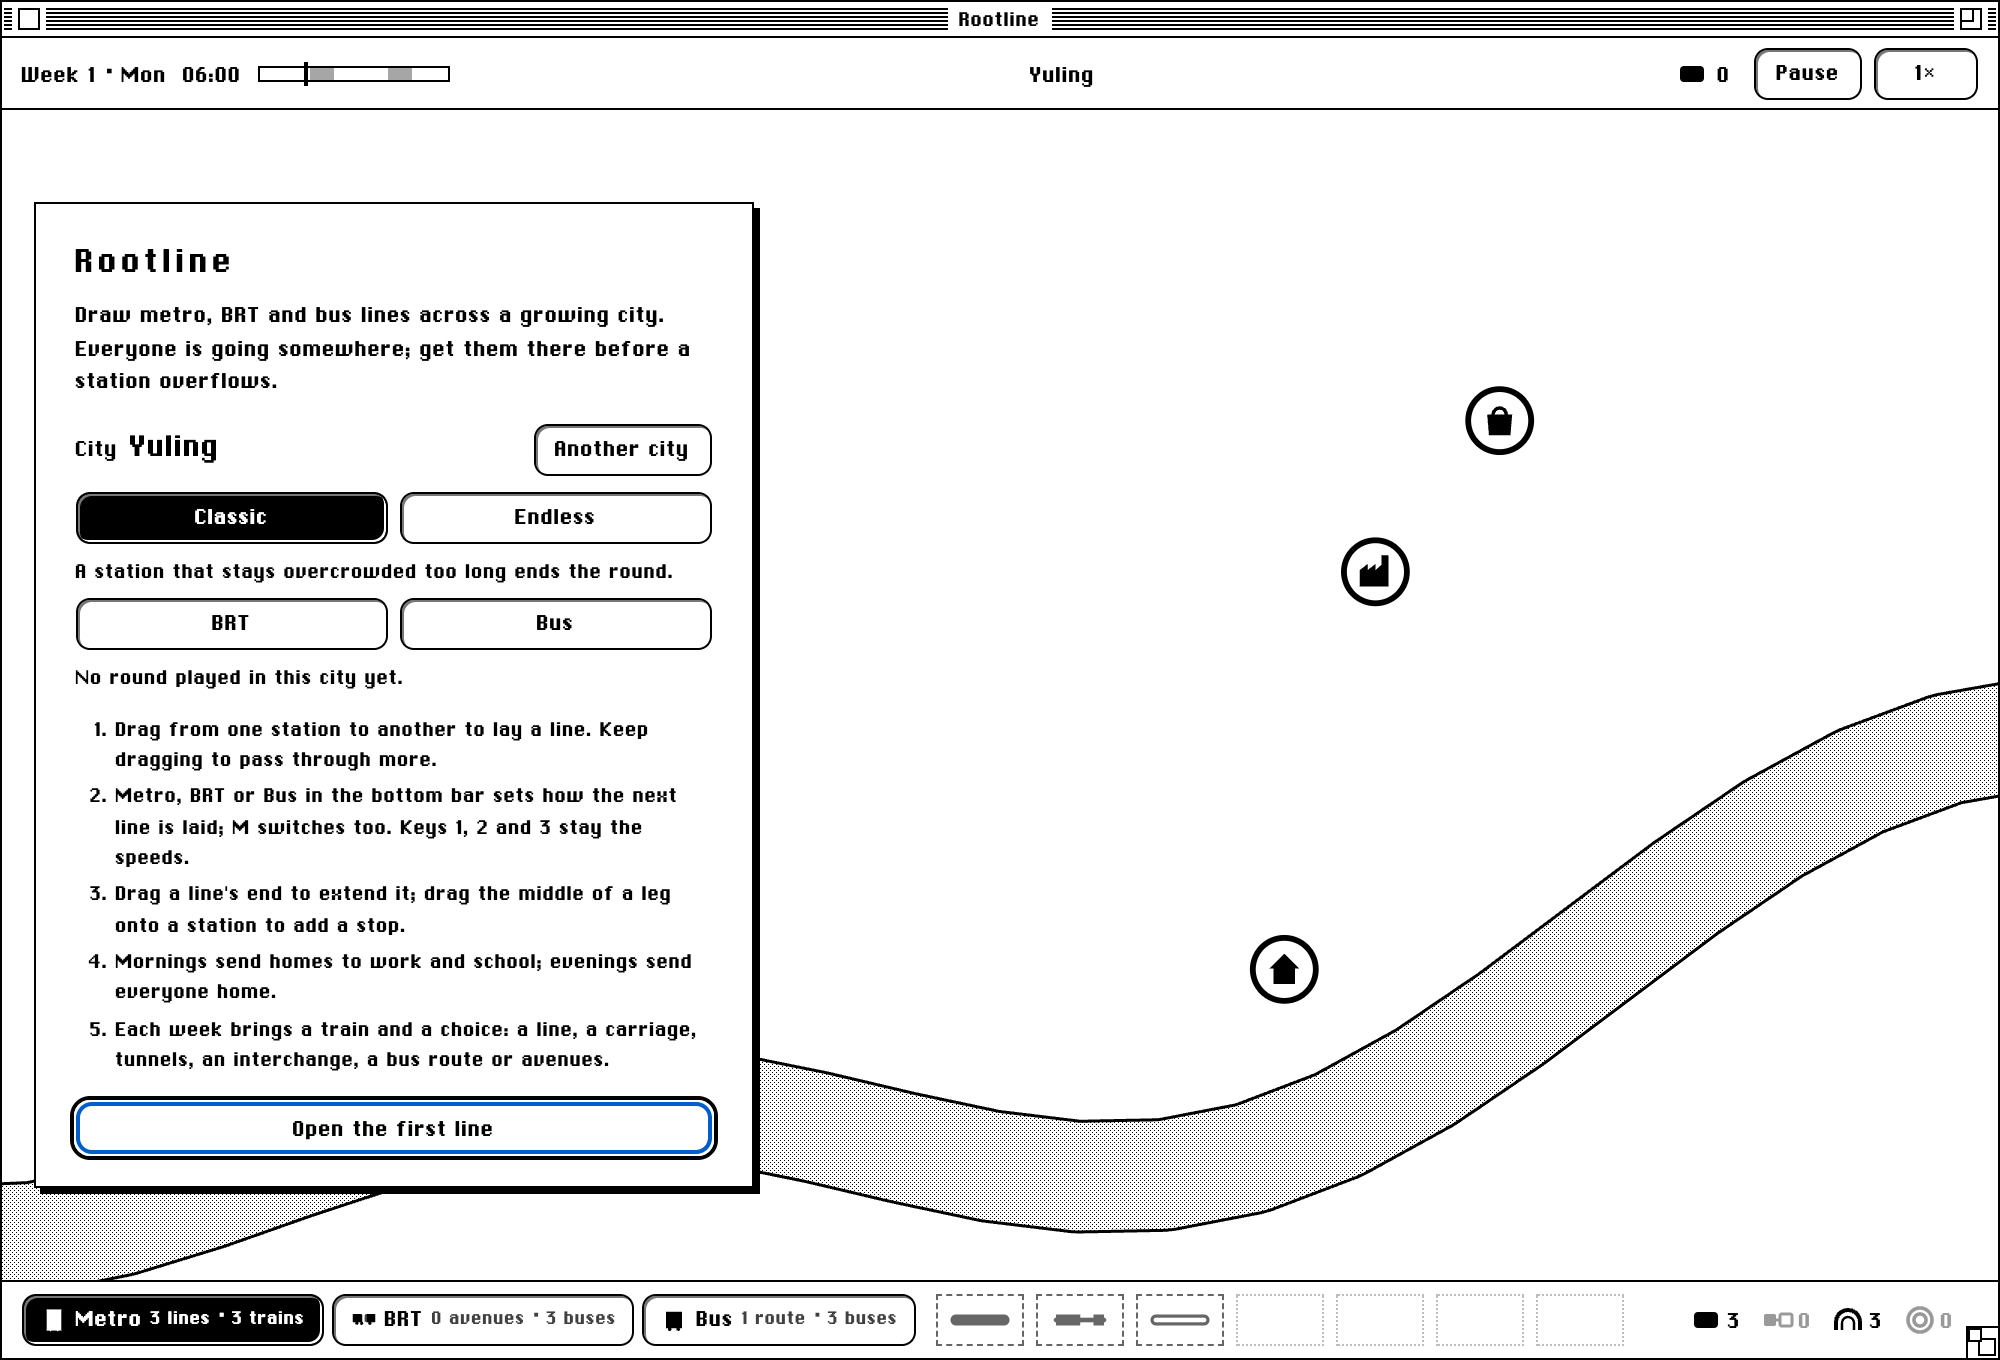 Rootline
Week 1 · Mon 06:00
Yuling
0
Pause
1×
Rootline
Draw metro, BRT and bus lines across a growing city.
Everyone is going somewhere; get them there before a
station overflows.
City Yuling
Another city
Classic
Endless
A station that stays overcrowded too long ends the round.
BRT
Bus
No round played in this city yet.
1. Drag from one station to another to lay a line. Keep
dragging to pass through more.
2. Metro, BRT or Bus in the bottom bar sets how the next
line is laid; M switches too. Keys 1, 2 and 3 stay the
speeds.
3. Drag a line's end to extend it; drag the middle of a leg
onto a station to add a stop.
4. Mornings send homes to work and school; evenings send
everyone home.
5. Each week brings a train and a choice: a line, a carriage,
tunnels, an interchange, a bus route or avenues.
Open the first line
Metro 3 lines · 3 trains
BRT 0 avenues · 3 buses
Bus 1 route · 3 buses
3
0
3
0